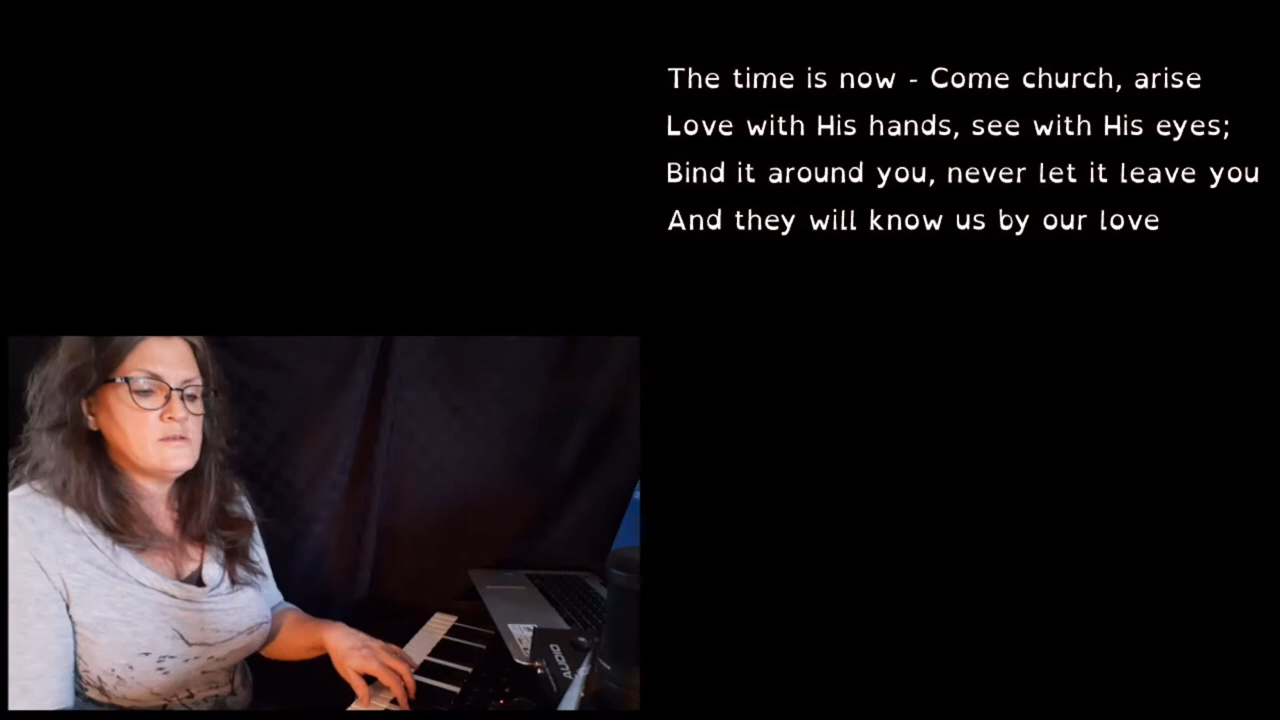 The time is now - Come church, arise
Love with His hands, see with His eyes;
Bind it around you, never let it leave you
And they will know us by our love
AUDIO